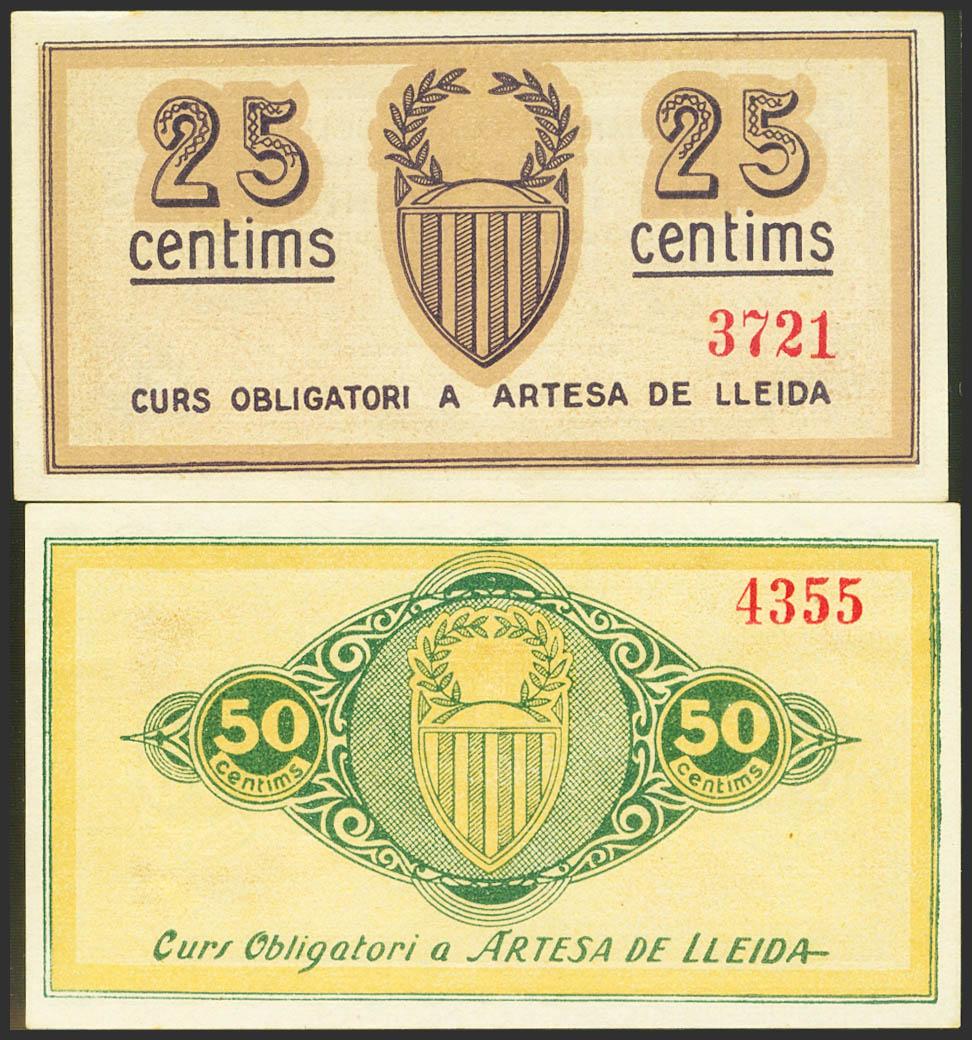 25 25
centims centims
3721
CURS OBLIGATORI A ARTESA DE LLEIDA
4355
50 50
centims centims
Curs Obligatori a ARTESA DE LLEIDA